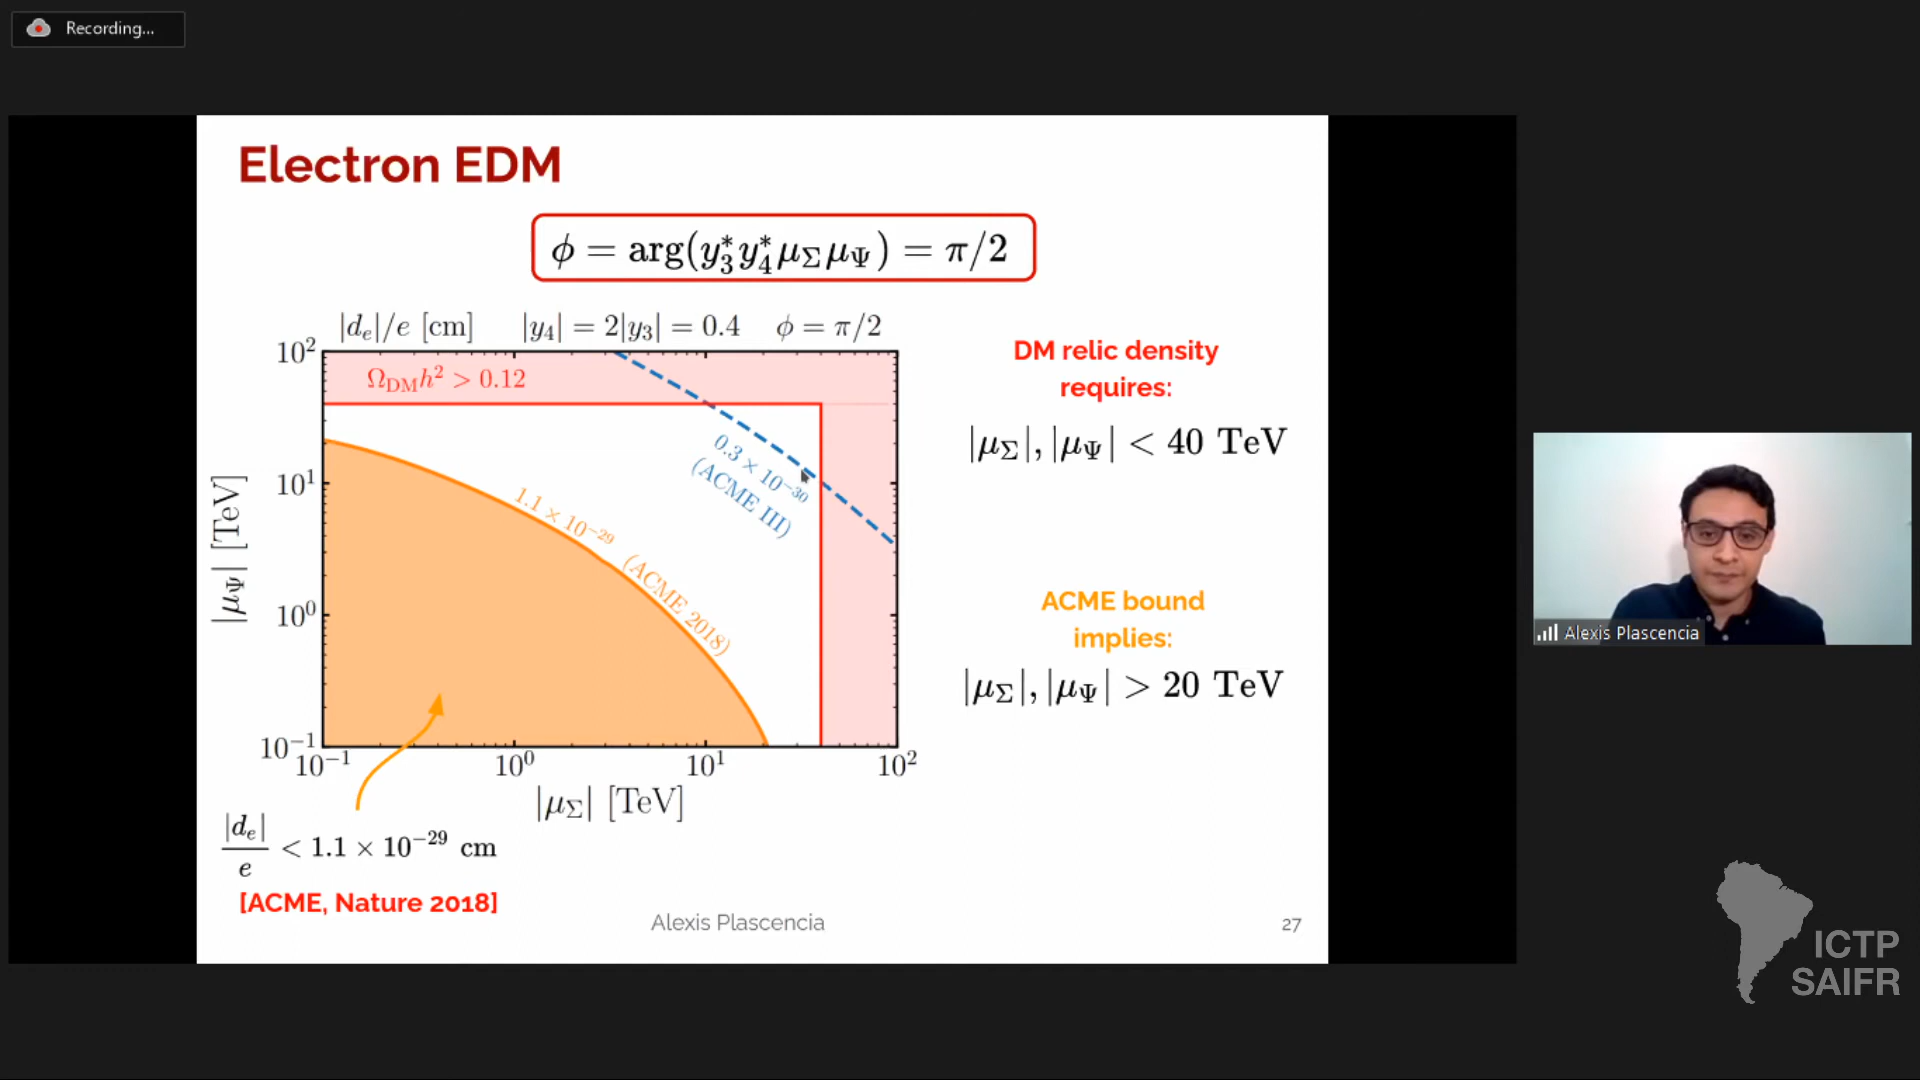 Recording...
Electron EDM
ϕ = arg(y₃*y₄*μ_Σμ_Ψ) = π/2
|d_e|/e [cm] |y₄| = 2|y₃| = 0.4 ϕ = π/2
Ω_DM h² > 0.12
0.3 × 10⁻³⁰
(ACME III)
1.1 × 10⁻²⁹ (ACME 2018)
10²
10¹
10⁰
10⁻¹
|μ_Ψ| [TeV]
10⁻¹ 10⁰ 10¹ 10²
|μ_Σ| [TeV]
DM relic density
requires:
|μ_Σ|, |μ_Ψ| < 40 TeV
ACME bound
implies:
|μ_Σ|, |μ_Ψ| > 20 TeV
|d_e|/e < 1.1 × 10⁻²⁹ cm
[ACME, Nature 2018]
Alexis Plascencia
27
Alexis Plascencia
ICTP
SAIFR